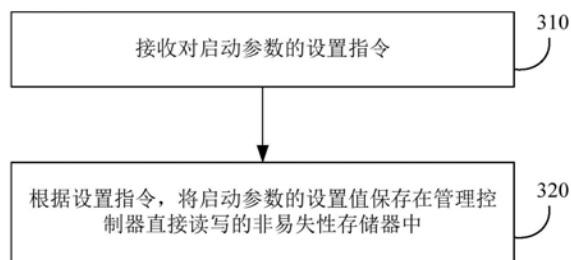 310
接收对启动参数的设置指令
320
根据设置指令，将启动参数的设置值保存在管理控
制器直接读写的非易失性存储器中